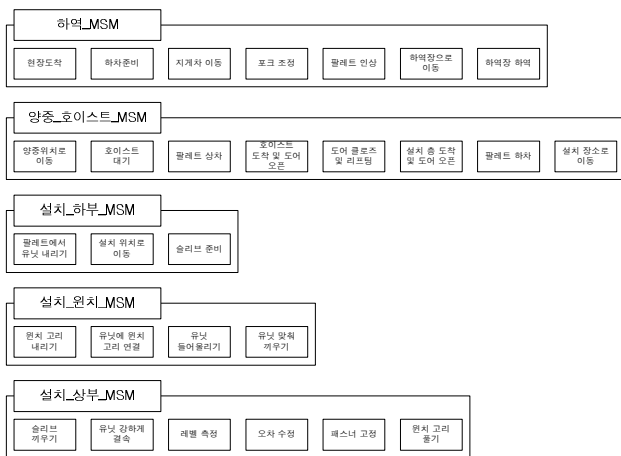 하역_MSM
현장도착
하차준비
지게차 이동
포크 조정
팔레트 인상
하역장으로
이동
하역장 하역
양중_호이스트_MSM
양중위치로
이동
호이스트
대기
팔레트 상차
호이스트
도착 및 도어
오픈
도어 클로즈
및 리프팅
설치 층 도착
및 도어 오픈
팔레트 하차
설치 장소로
이동
설치_하부_MSM
팔레트에서
유닛 내리기
설치 위치로
이동
슬리브 준비
설치_윈치_MSM
윈치 고리
내리기
유닛에 윈치
고리 연결
유닛
들어올리기
유닛 맞춰
끼우기
설치_상부_MSM
슬리브
끼우기
유닛 강하게
결속
레벨 측정
오차 수정
패스너 고정
윈치 고리
풀기